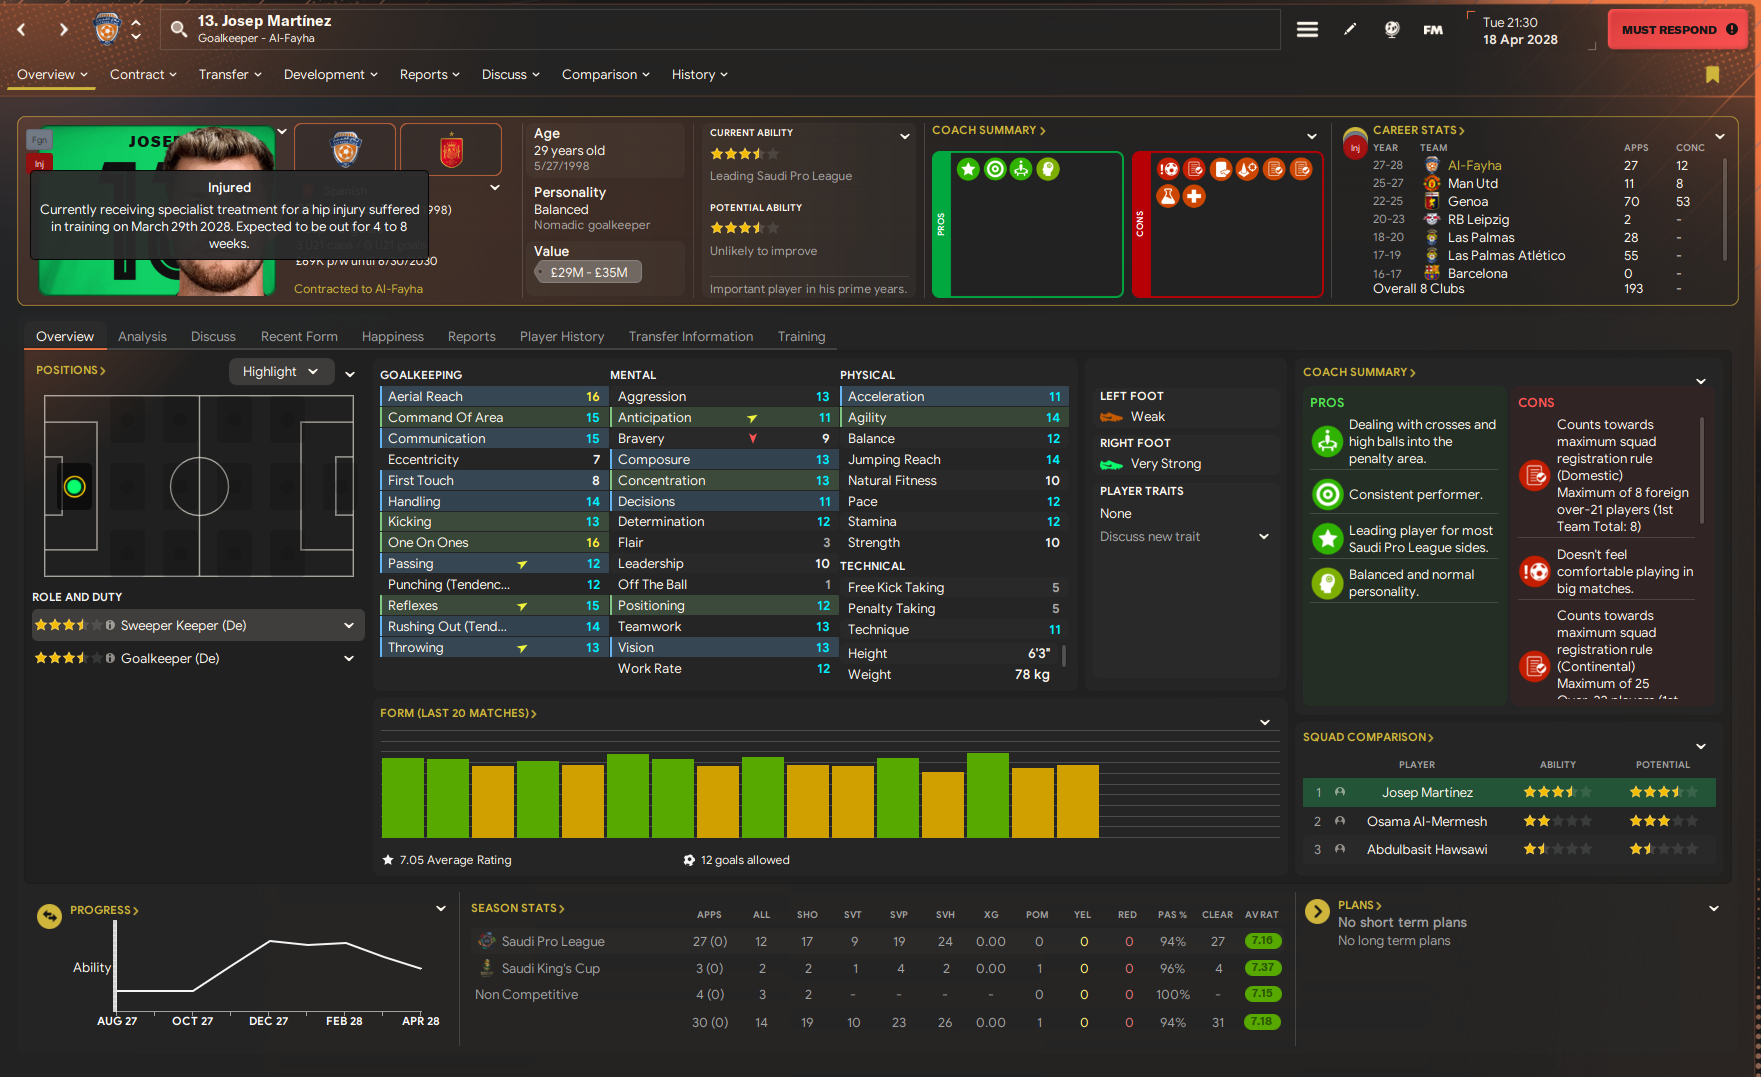 13. Josep Martínez
Goalkeeper - Al-Fayha
FM
Tue 21:30
18 Apr 2028
MUST RESPOND
Overview
Contract
Transfer
Development
Reports
Discuss
Comparison
History
Fgn
Inj
JOSE
Injured
Currently receiving specialist treatment for a hip injury suffered
in training on March 29th 2028. Expected to be out for 4 to 8
weeks.
£69K p/w until 6/30/2030
Contracted to Al-Fayha
Age
29 years old
5/27/1998
Personality
Balanced
Nomadic goalkeeper
Value
£29M - £35M
CURRENT ABILITY
Leading Saudi Pro League
POTENTIAL ABILITY
Unlikely to improve
Important player in his prime years.
COACH SUMMARY
PROS
CONS
Inj
CAREER STATS
YEAR TEAM APPS CONC
27-28 Al-Fayha 27 12
25-27 Man Utd 11 8
22-25 Genoa 70 53
20-23 RB Leipzig 2 -
18-20 Las Palmas 28 -
17-19 Las Palmas Atlético 55 -
16-17 Barcelona 0 -
Overall 8 Clubs 193 -
Overview
Analysis
Discuss
Recent Form
Happiness
Reports
Player History
Transfer Information
Training
POSITIONS
Highlight
ROLE AND DUTY
Sweeper Keeper (De)
Goalkeeper (De)
GOALKEEPING
Aerial Reach 16
Command Of Area 15
Communication 15
Eccentricity 7
First Touch 8
Handling 14
Kicking 13
One On Ones 16
Passing 12
Punching (Tendenc... 12
Reflexes 15
Rushing Out (Tend... 14
Throwing 13
MENTAL
Aggression 13
Anticipation 11
Bravery 9
Composure 13
Concentration 13
Decisions 11
Determination 12
Flair 3
Leadership 10
Off The Ball 1
Positioning 12
Teamwork 13
Vision 13
Work Rate 12
PHYSICAL
Acceleration 11
Agility 14
Balance 12
Jumping Reach 14
Natural Fitness 10
Pace 12
Stamina 12
Strength 10
TECHNICAL
Free Kick Taking 5
Penalty Taking 5
Technique 11
Height 6'3"
Weight 78 kg
LEFT FOOT
Weak
RIGHT FOOT
Very Strong
PLAYER TRAITS
None
Discuss new trait
COACH SUMMARY
PROS
Dealing with crosses and
high balls into the
penalty area.
Consistent performer.
Leading player for most
Saudi Pro League sides.
Balanced and normal
personality.
CONS
Counts towards
maximum squad
registration rule
(Domestic)
Maximum of 8 foreign
over-21 players (1st
Team Total: 8)
Doesn't feel
comfortable playing in
big matches.
Counts towards
maximum squad
registration rule
(Continental)
Maximum of 25
FORM (LAST 20 MATCHES)
7.05 Average Rating
12 goals allowed
SQUAD COMPARISON
PLAYER ABILITY POTENTIAL
1 Josep Martínez
2 Osama Al-Mermesh
3 Abdulbasit Hawsawi
PROGRESS
Ability
AUG 27 OCT 27 DEC 27 FEB 28 APR 28
SEASON STATS
APPS ALL SHO SVT SVP SVH XG POM YEL RED PAS % CLEAR AV RAT
Saudi Pro League 27 (0) 12 17 9 19 24 0.00 0 0 0 94% 27 7.16
Saudi King's Cup 3 (0) 2 2 1 4 2 0.00 1 0 0 96% 4 7.37
Non Competitive 4 (0) 3 2 - - - - 0 0 0 100% - 7.15
30 (0) 14 19 10 23 26 0.00 1 0 0 94% 31 7.18
PLANS
No short term plans
No long term plans